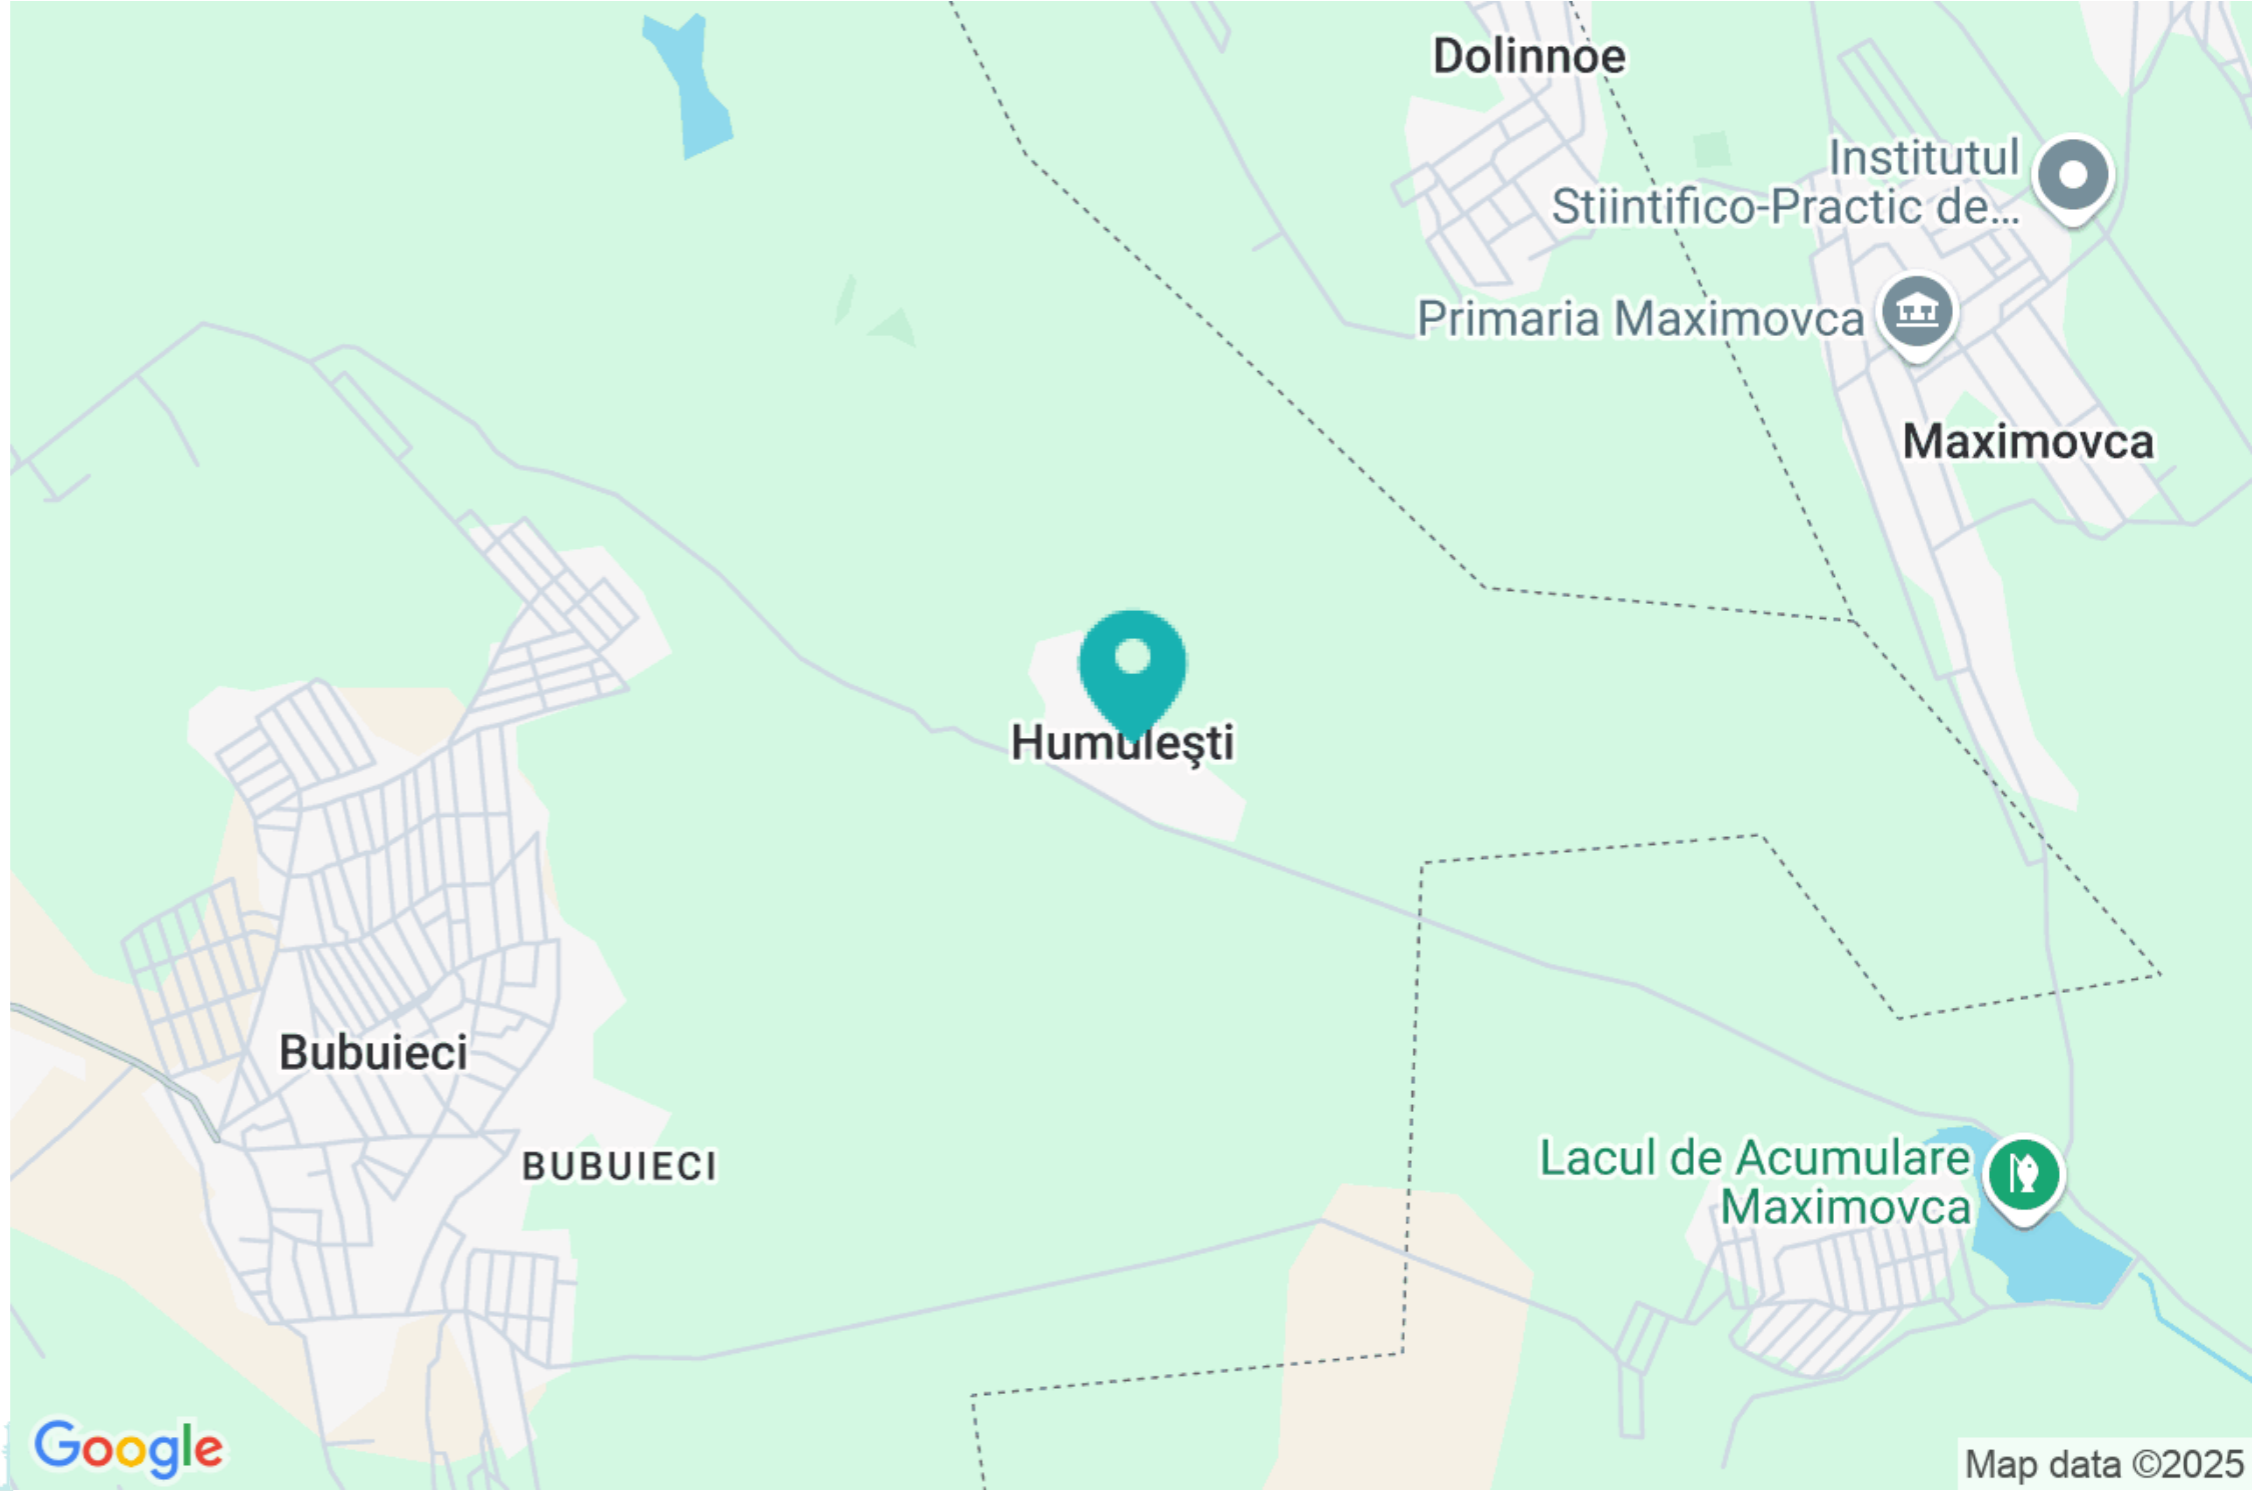 Dolinnoe
Institutul
Stiintifico-Practic de...
Primaria Maximovca
Maximovca
Humuleşti
Bubuieci
BUBUIECI
Lacul de Acumulare
Maximovca
Google
Map data ©2025